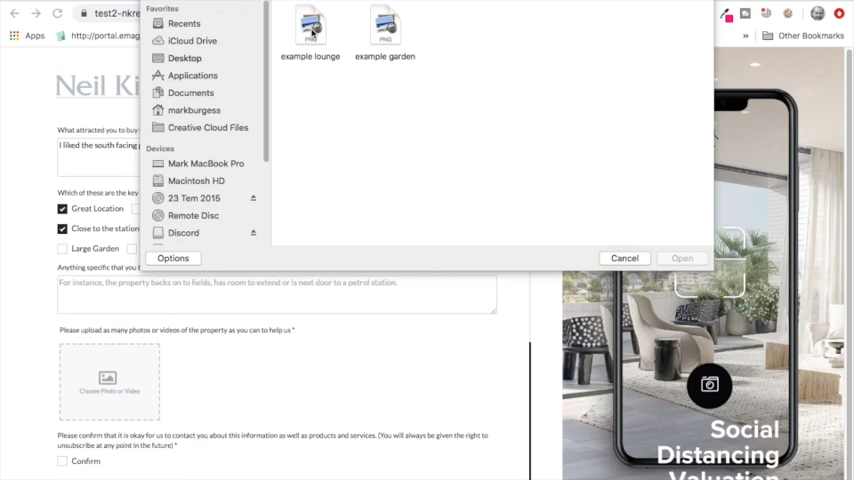 test2-nkre
Apps
http://portal.emag
Other Bookmarks
Favorites
Recents
iCloud Drive
Desktop
Applications
Documents
markburgess
Creative Cloud Files
Devices
Mark MacBook Pro
Macintosh HD
23 Tem 2015
Remote Disc
Discord
PNG
example lounge
PNG
example garden
Options
Cancel
Open
Neil Ki
What attracted you to buy
I liked the south facing
Which of these are the key
Great Location
Close to the station
Large Garden
Anything specific that you
For instance, the property backs on to fields, has room to extend or is next door to a petrol station.
Please upload as many photos or videos of the property as you can to help us *
Choose Photo or Video
Please confirm that it is okay for us to contact you about this information as well as products and services. (You will always be given the right to
unsubscribe at any point in the future) *
Confirm
Social
Distancing
Valuation